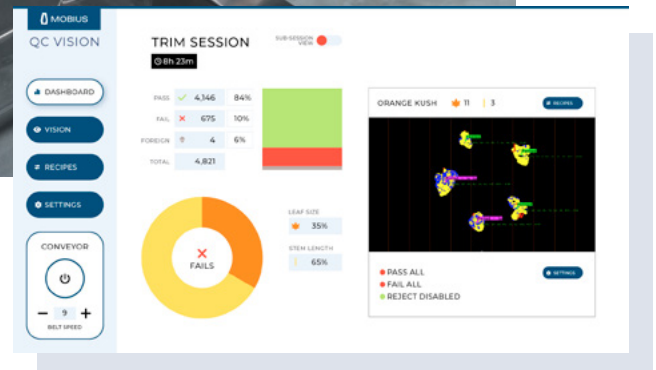 MOBIUS
QC VISION
DASHBOARD
VISION
RECIPES
SETTINGS
CONVEYOR
− 9 +
BELT SPEED
TRIM SESSION
SUB-SESSION
VIEW
8h 23m
PASS 4,146 84%
FAIL 675 10%
FOREIGN 4 6%
TOTAL 4,821
FAILS
LEAF SIZE
35%
STEM LENGTH
65%
ORANGE KUSH 11 3
RECIPES
PASS ALL
FAIL ALL
REJECT DISABLED
SETTINGS